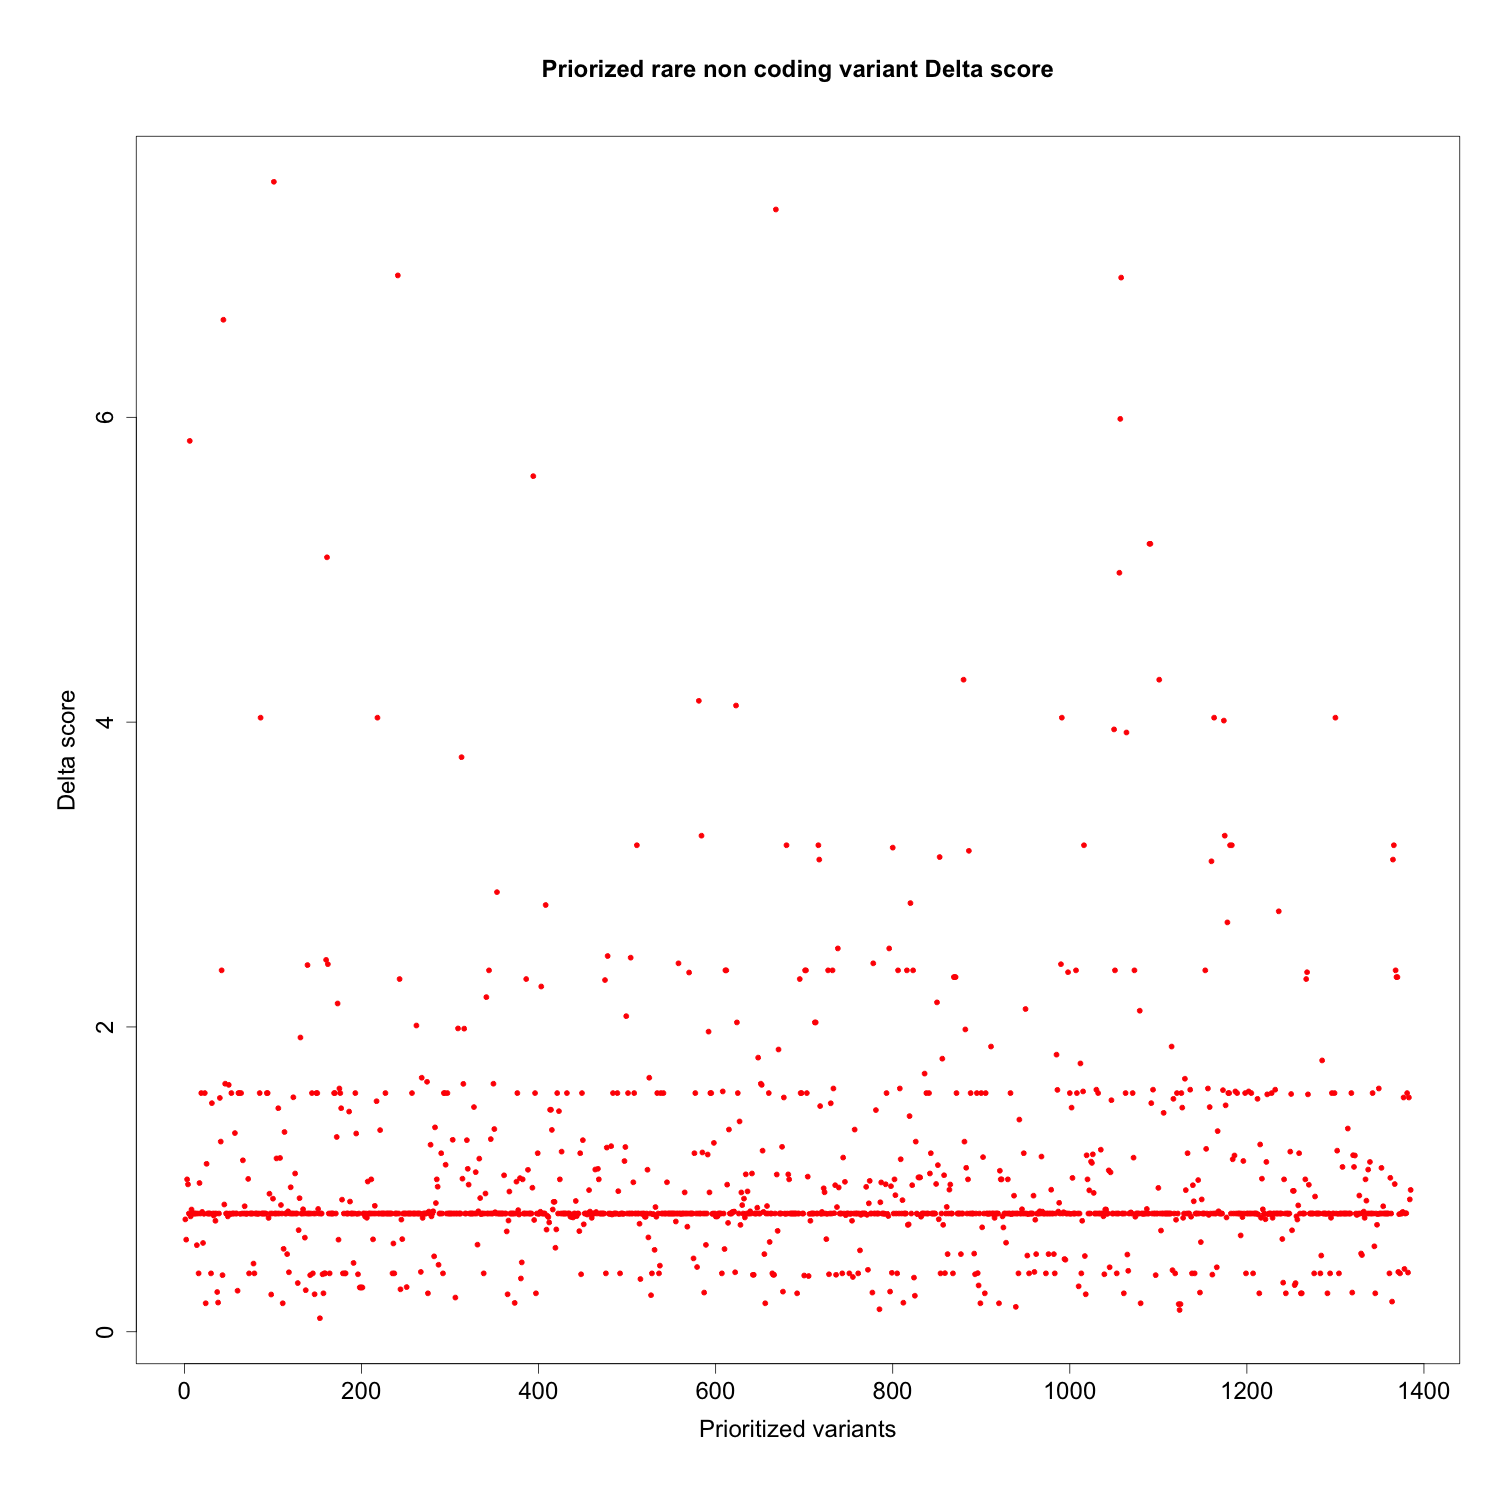 Priorized rare non coding variant Delta score
Delta score
6
4
2
0
0 200 400 600 800 1000 1200 1400
Prioritized variants